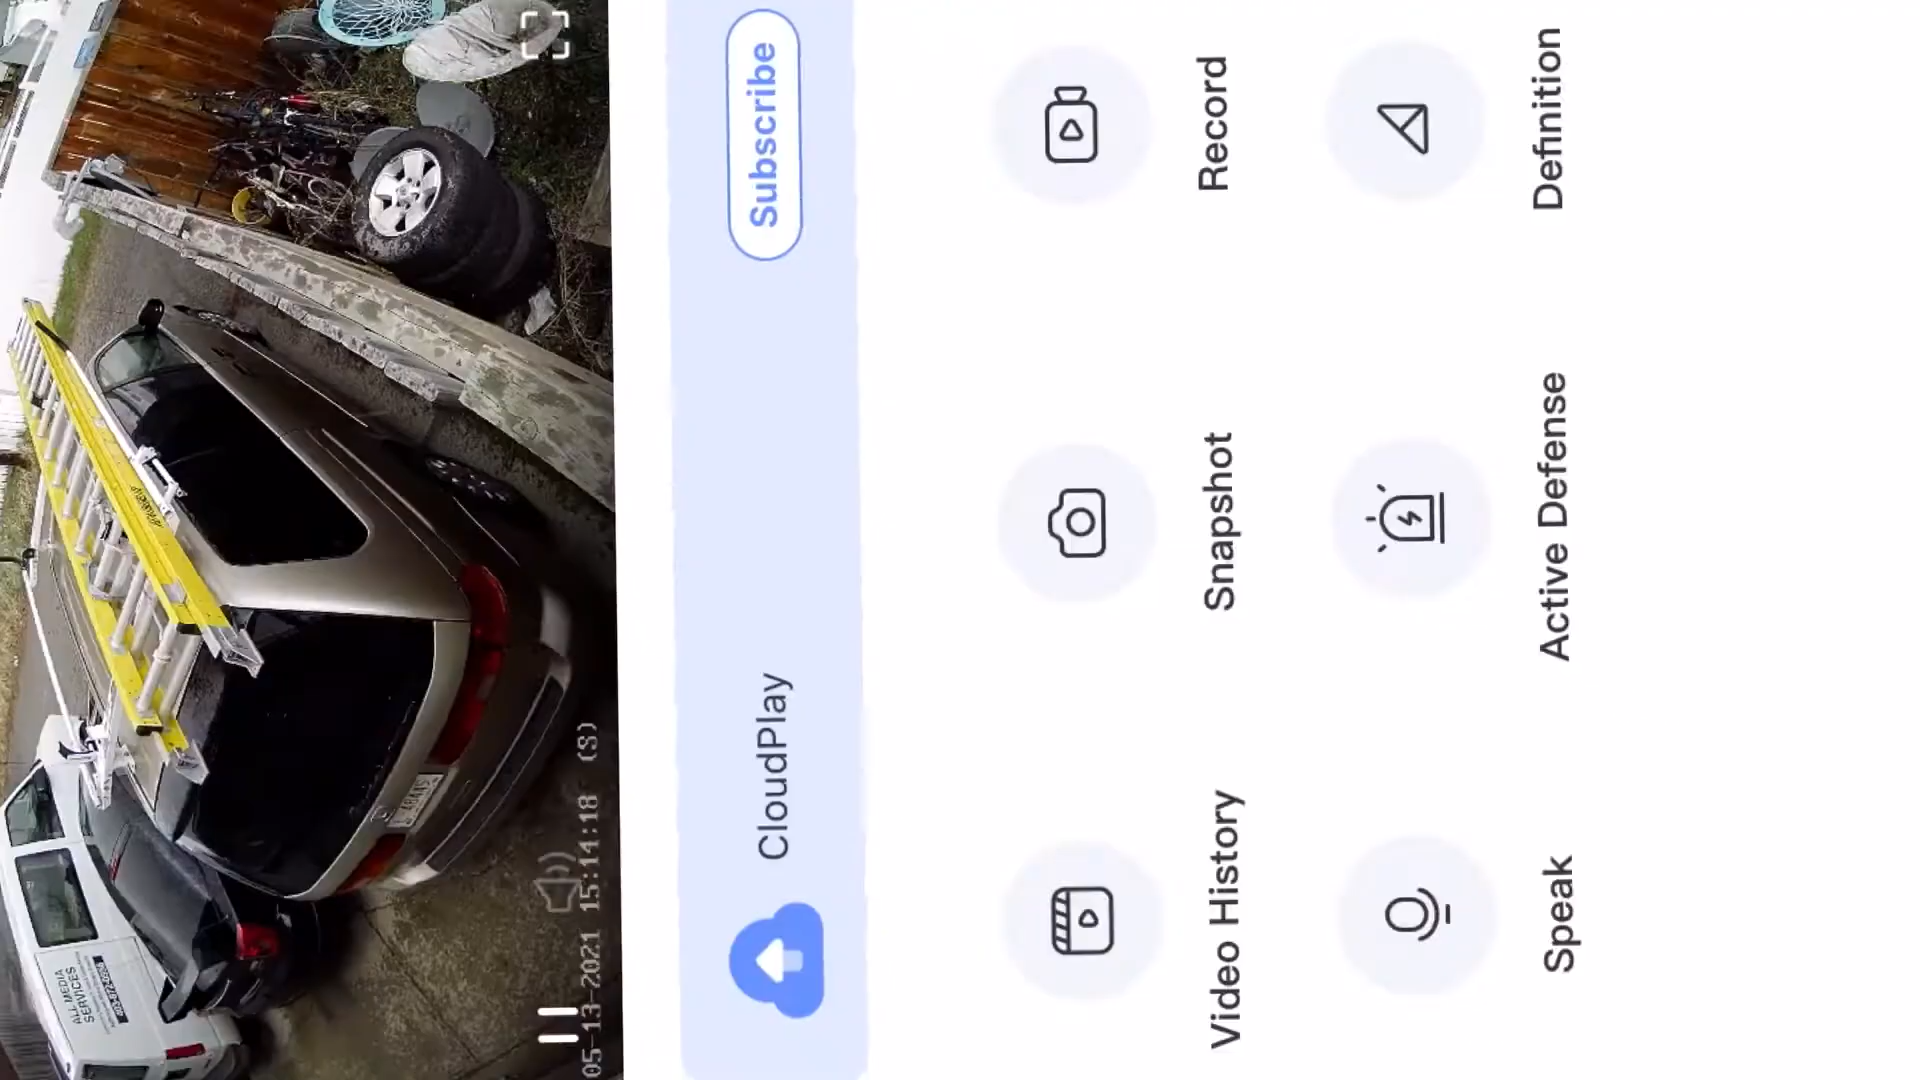 ALL MEDIA
SERVICES
05-13-2021 15:14:18 (S)
CloudPlay Subscribe
Video History Snapshot Record
Speak Active Defense Definition